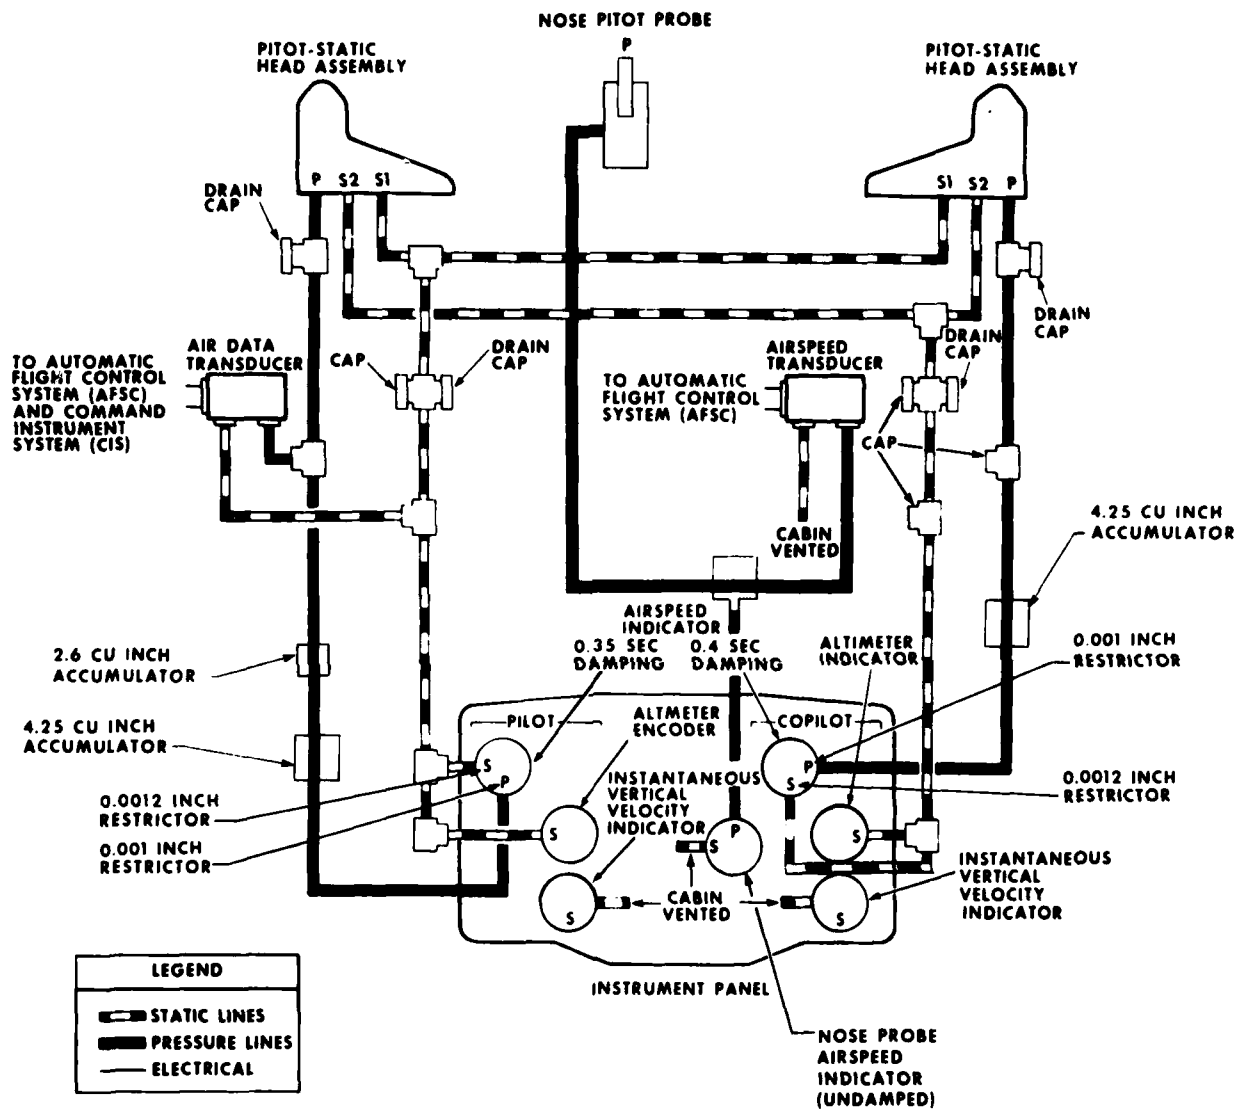 NOSE PITOT PROBE
P
PITOT-STATIC
HEAD ASSEMBLY
PITOT-STATIC
HEAD ASSEMBLY
P S2 S1
S1 S2 P
DRAIN
CAP
DRAIN
CAP
AIR DATA
TRANSDUCER
TO AUTOMATIC
FLIGHT CONTROL
SYSTEM (AFSC)
AND COMMAND
INSTRUMENT
SYSTEM (CIS)
CAP
DRAIN
CAP
AIRSPEED
TRANSDUCER
TO AUTOMATIC
FLIGHT CONTROL
SYSTEM (AFSC)
DRAIN
CAP
CAP
CABIN
VENTED
4.25 CU INCH
ACCUMULATOR
AIRSPEED
INDICATOR
0.35 SEC
DAMPING
0.4 SEC
DAMPING
ALTIMETER
INDICATOR
0.001 INCH
RESTRICTOR
2.6 CU INCH
ACCUMULATOR
4.25 CU INCH
ACCUMULATOR
PILOT
COPILOT
ALTMETER
ENCODER
S
P
P
S
INSTANTANEOUS
VERTICAL
VELOCITY
INDICATOR
0.0012 INCH
RESTRICTOR
0.0012 INCH
RESTRICTOR
0.001 INCH
RESTRICTOR
S
P
S
S
INSTANTANEOUS
VERTICAL
VELOCITY
INDICATOR
CABIN
VENTED
S
S
INSTRUMENT PANEL
LEGEND
STATIC LINES
PRESSURE LINES
ELECTRICAL
NOSE PROBE
AIRSPEED
INDICATOR
(UNDAMPED)